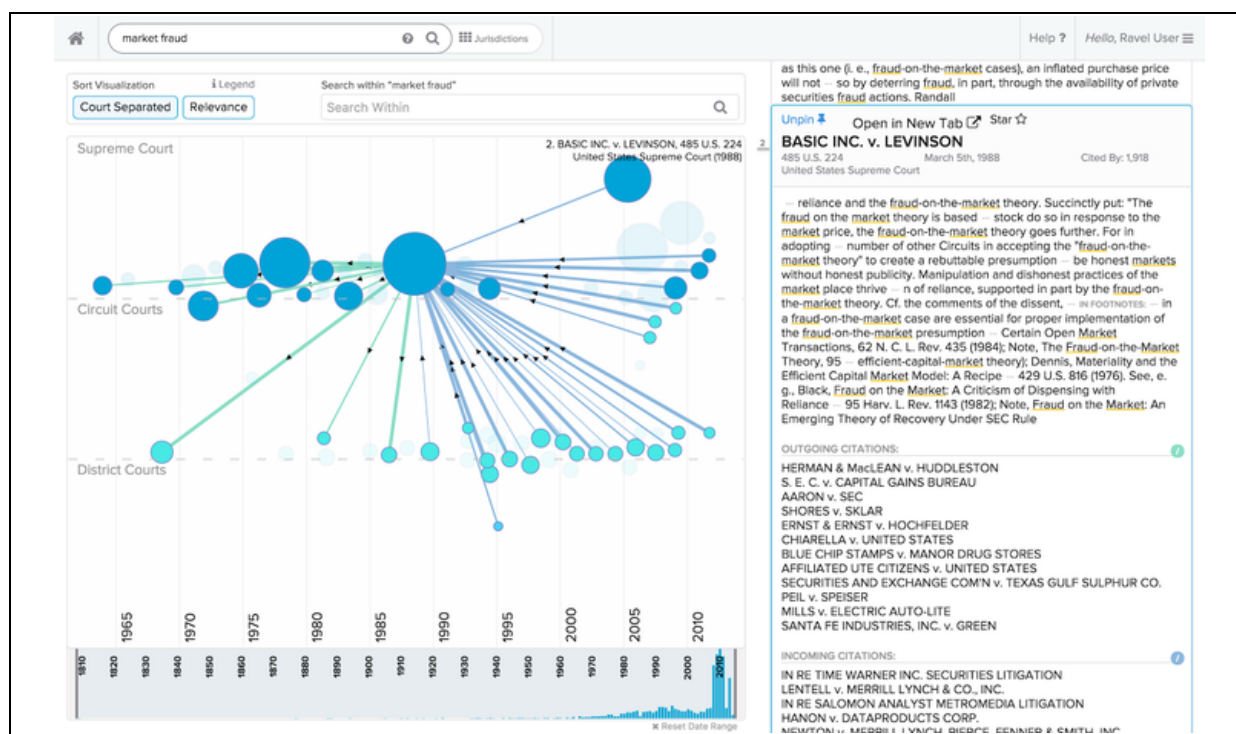 market fraud
Jurisdictions
Help ?
Hello, Ravel User
Sort Visualization
i Legend
Search within "market fraud"
Court Separated
Relevance
Search Within
Supreme Court
2. BASIC INC. v. LEVINSON, 485 U.S. 224
United States Supreme Court (1988)
Circuit Courts
District Courts
1965 1970 1975 1980 1985 1990 1995 2000 2005 2010
1810 1820 1830 1840 1850 1860 1870 1880 1890 1900 1910 1920 1930 1940 1950 1960 1970 1980 1990 2000 2010
× Reset Date Range
as this one (i. e., fraud-on-the-market cases), an inflated purchase price
will not ··· so by deterring fraud, in part, through the availability of private
securities fraud actions. Randall
2
Unpin
Open in New Tab
Star
BASIC INC. v. LEVINSON
485 U.S. 224 March 5th, 1988 Cited By: 1,918
United States Supreme Court
··· reliance and the fraud-on-the-market theory. Succinctly put: "The
fraud on the market theory is based ··· stock do so in response to the
market price, the fraud-on-the-market theory goes further. For in
adopting ··· number of other Circuits in accepting the "fraud-on-the-
market theory" to create a rebuttable presumption ··· be honest markets
without honest publicity. Manipulation and dishonest practices of the
market place thrive ··· n of reliance, supported in part by the fraud-on-
the-market theory. Cf. the comments of the dissent, ··· IN FOOTNOTES: ··· in
a fraud-on-the-market case are essential for proper implementation of
the fraud-on-the-market presumption ··· Certain Open Market
Transactions, 62 N. C. L. Rev. 435 (1984); Note, The Fraud-on-the-Market
Theory, 95 ··· efficient-capital-market theory); Dennis, Materiality and the
Efficient Capital Market Model: A Recipe ··· 429 U.S. 816 (1976). See, e.
g., Black, Fraud on the Market: A Criticism of Dispensing with
Reliance ··· 95 Harv. L. Rev. 1143 (1982); Note, Fraud on the Market: An
Emerging Theory of Recovery Under SEC Rule
OUTGOING CITATIONS:
HERMAN & MacLEAN v. HUDDLESTON
S. E. C. v. CAPITAL GAINS BUREAU
AARON v. SEC
SHORES v. SKLAR
ERNST & ERNST v. HOCHFELDER
CHIARELLA v. UNITED STATES
BLUE CHIP STAMPS v. MANOR DRUG STORES
AFFILIATED UTE CITIZENS v. UNITED STATES
SECURITIES AND EXCHANGE COM'N v. TEXAS GULF SULPHUR CO.
PEIL v. SPEISER
MILLS v. ELECTRIC AUTO-LITE
SANTA FE INDUSTRIES, INC. v. GREEN
INCOMING CITATIONS:
IN RE TIME WARNER INC. SECURITIES LITIGATION
LENTELL v. MERRILL LYNCH & CO., INC.
IN RE SALOMON ANALYST METROMEDIA LITIGATION
HANON v. DATAPRODUCTS CORP.
NEWTON v. MERRILL LYNCH, PIERCE, FENNER & SMITH, INC.